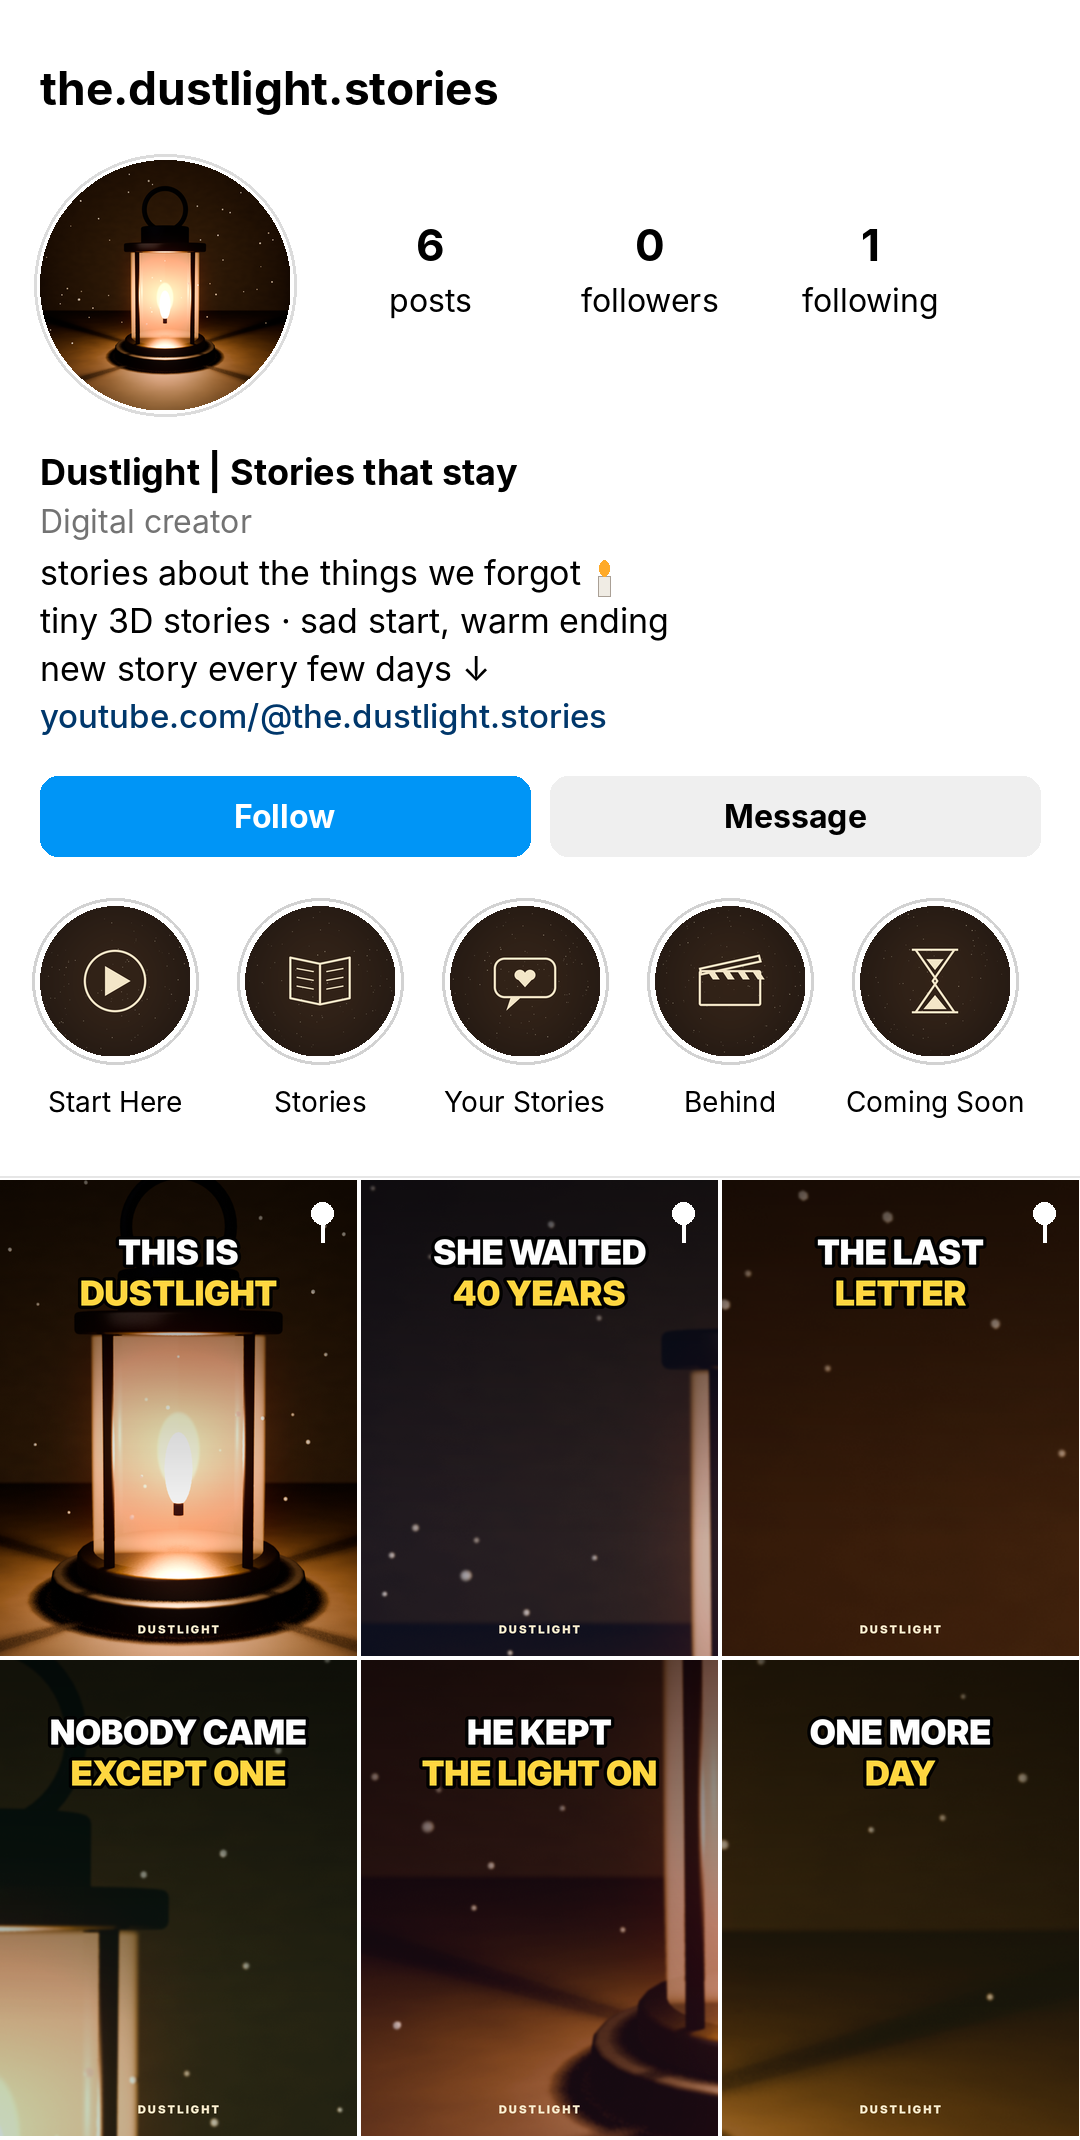 the.dustlight.stories
6
posts
0
followers
1
following
Dustlight | Stories that stay
Digital creator
stories about the things we forgot 🕯
tiny 3D stories · sad start, warm ending
new story every few days ↓
youtube.com/@the.dustlight.stories
Follow
Message
Start Here
Stories
Your Stories
Behind
Coming Soon
THIS IS
DUSTLIGHT
DUSTLIGHT
SHE WAITED
40 YEARS
DUSTLIGHT
THE LAST
LETTER
DUSTLIGHT
NOBODY CAME
EXCEPT ONE
DUSTLIGHT
HE KEPT
THE LIGHT ON
DUSTLIGHT
ONE MORE
DAY
DUSTLIGHT